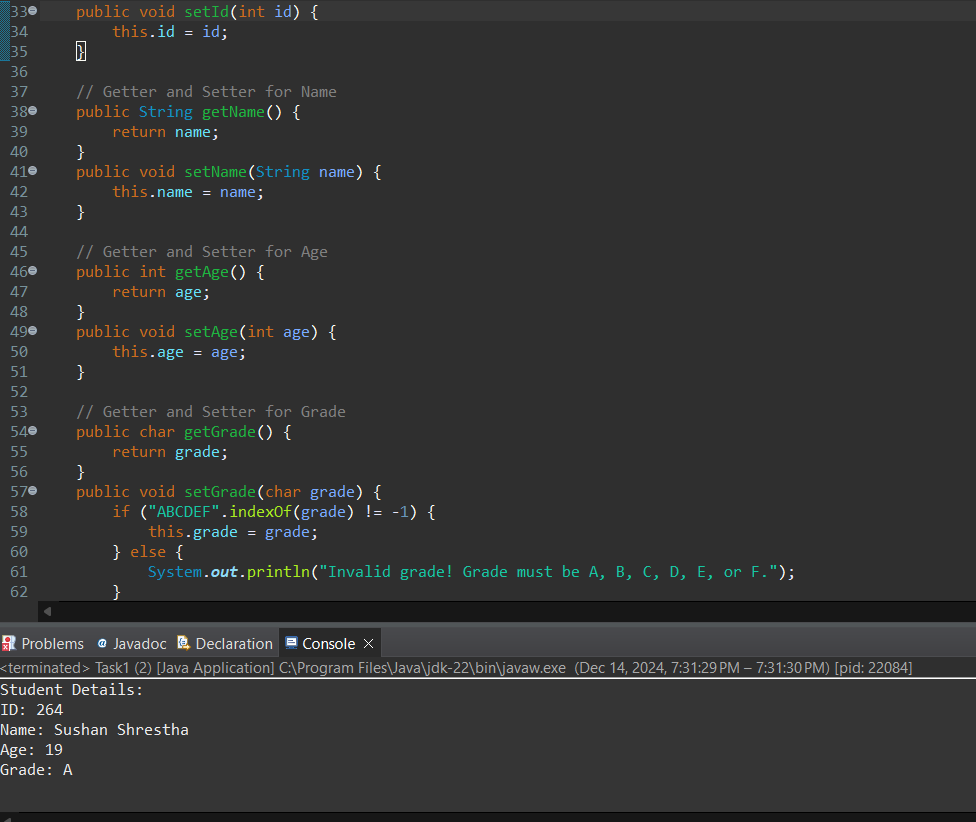 33 public void setId(int id) {
34 this.id = id;
35 }
36
37 // Getter and Setter for Name
38 public String getName() {
39 return name;
40 }
41 public void setName(String name) {
42 this.name = name;
43 }
44
45 // Getter and Setter for Age
46 public int getAge() {
47 return age;
48 }
49 public void setAge(int age) {
50 this.age = age;
51 }
52
53 // Getter and Setter for Grade
54 public char getGrade() {
55 return grade;
56 }
57 public void setGrade(char grade) {
58 if ("ABCDEF".indexOf(grade) != -1) {
59 this.grade = grade;
60 } else {
61 System.out.println("Invalid grade! Grade must be A, B, C, D, E, or F.");
62 }
Problems @ Javadoc Declaration Console
<terminated> Task1 (2) [Java Application] C:\Program Files\Java\jdk-22\bin\javaw.exe (Dec 14, 2024, 7:31:29 PM – 7:31:30 PM) [pid: 22084]
Student Details:
ID: 264
Name: Sushan Shrestha
Age: 19
Grade: A